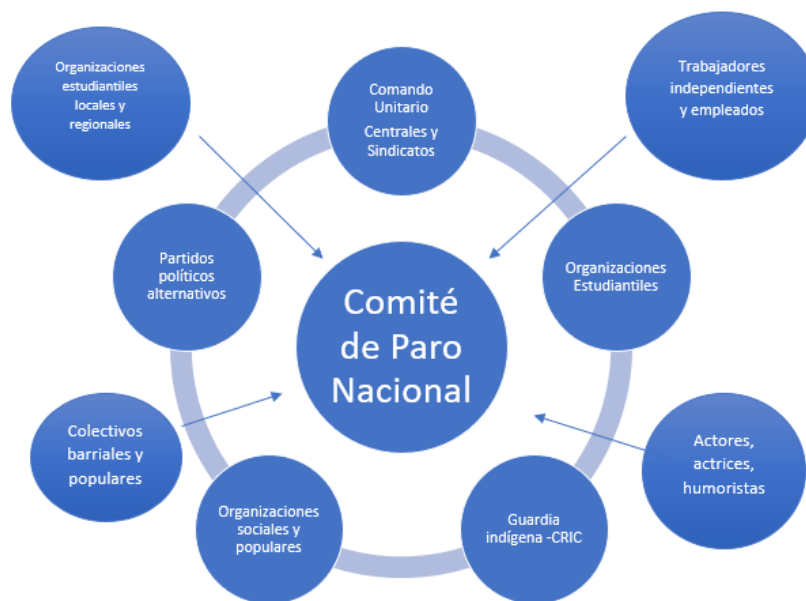 Organizaciones
estudiantiles
locales y
regionales
Comando
Unitario
Centrales y
Sindicatos
Trabajadores
independientes
y empleados
Partidos
políticos
alternativos
Organizaciones
Estudiantiles
Comité
de Paro
Nacional
Colectivos
barriales y
populares
Actores,
actrices,
humoristas
Organizaciones
sociales y
populares
Guardia
indígena -CRIC